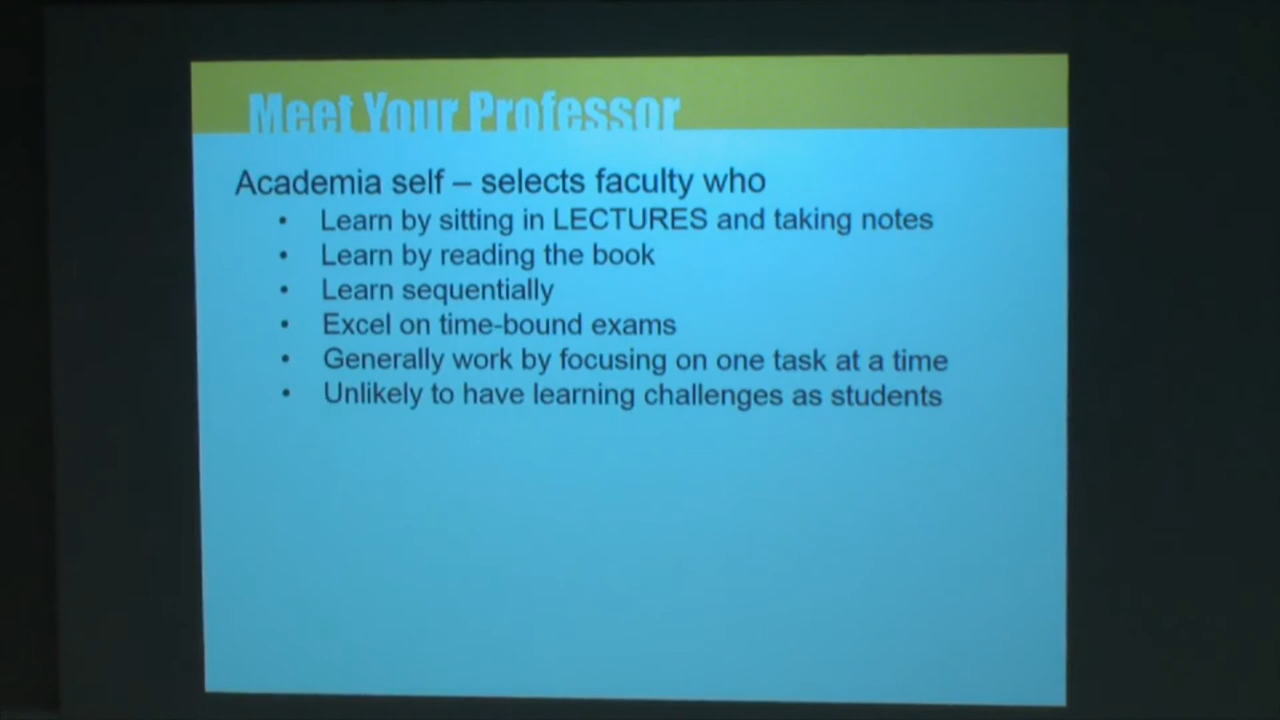 Meet Your Professor
Academia self – selects faculty who
• Learn by sitting in LECTURES and taking notes
• Learn by reading the book
• Learn sequentially
• Excel on time-bound exams
• Generally work by focusing on one task at a time
• Unlikely to have learning challenges as students